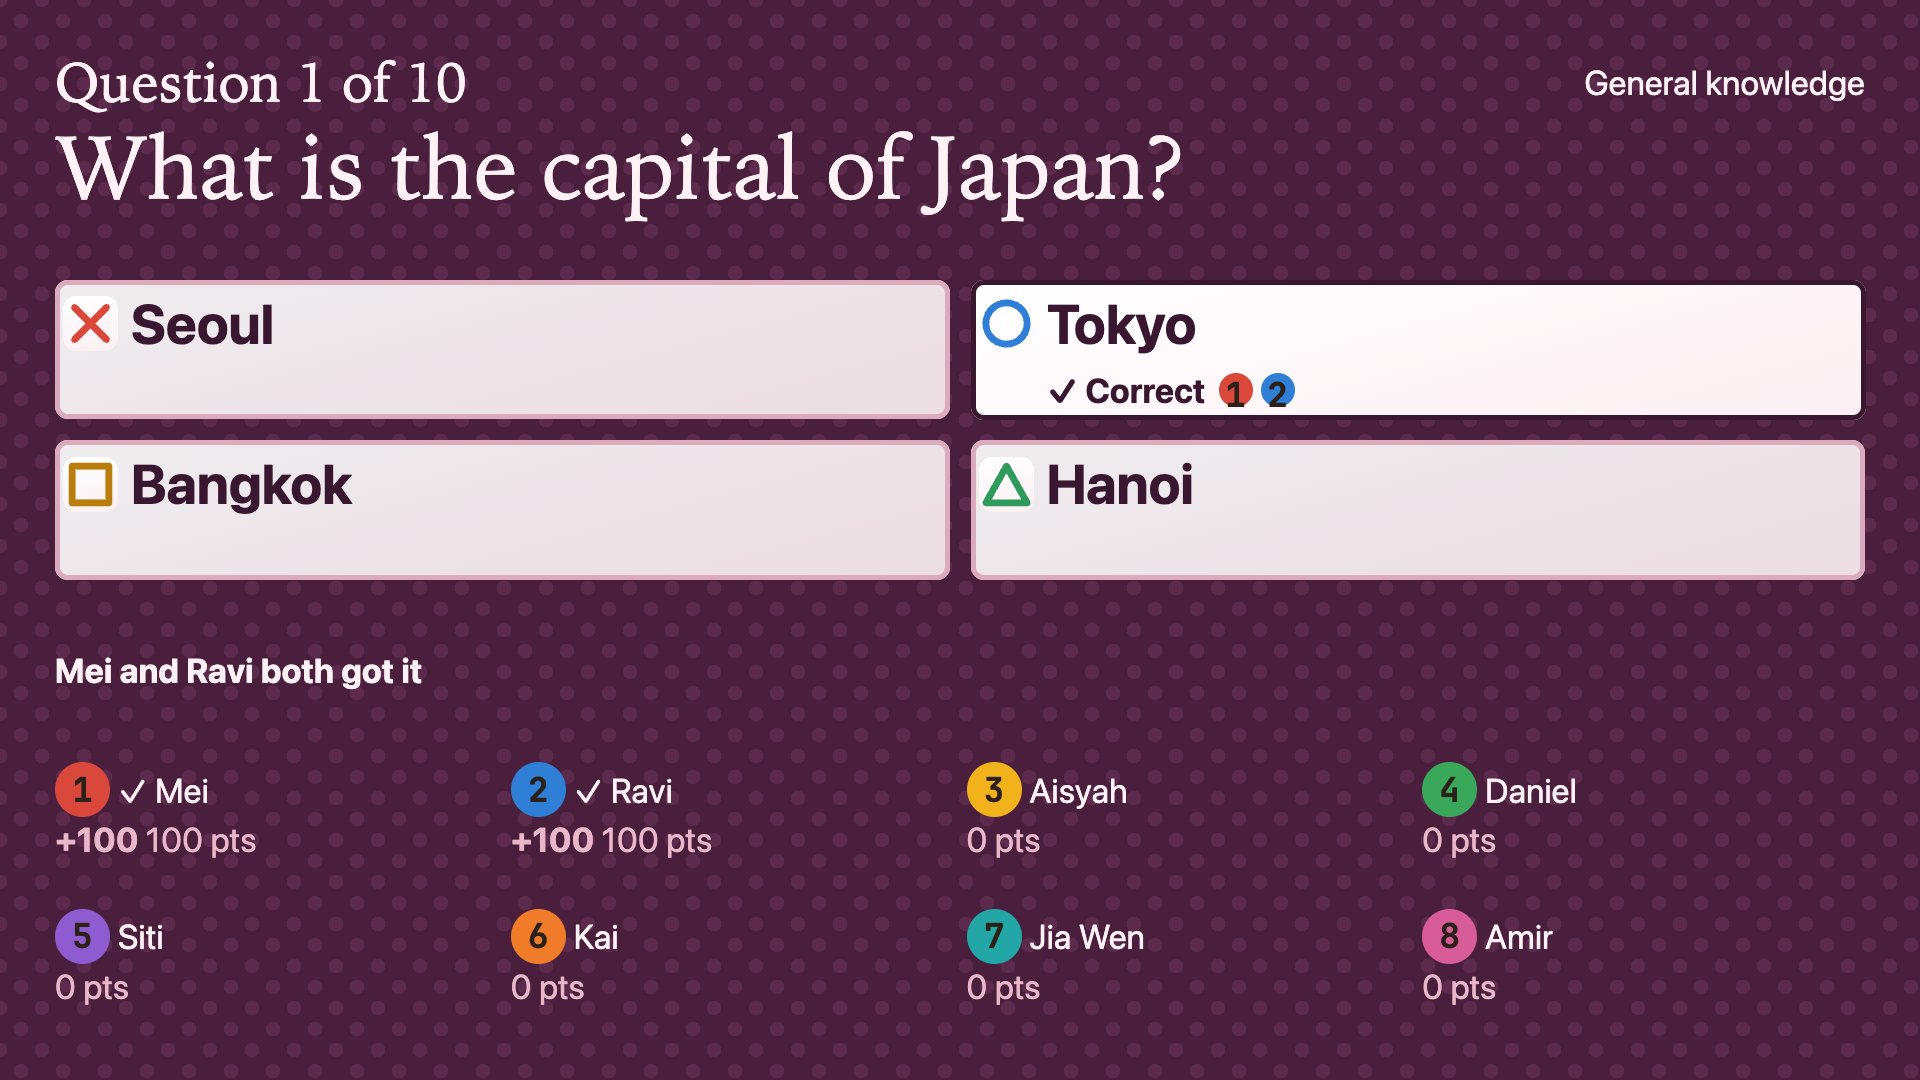 Question 1 of 10
General knowledge
What is the capital of Japan?
Seoul
Tokyo
✓ Correct 1 2
Bangkok
Hanoi
Mei and Ravi both got it
1 ✓ Mei
+100 100 pts
2 ✓ Ravi
+100 100 pts
3 Aisyah
0 pts
4 Daniel
0 pts
5 Siti
0 pts
6 Kai
0 pts
7 Jia Wen
0 pts
8 Amir
0 pts